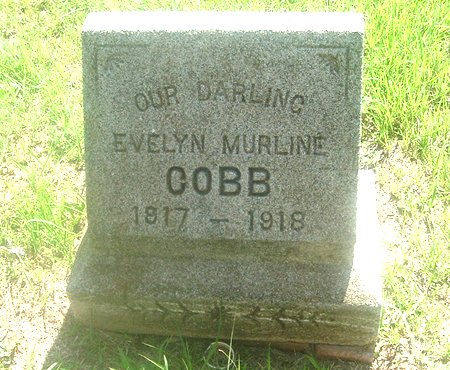 OUR DARLING
EVELYN MURLINE
COBB
1917 - 1918